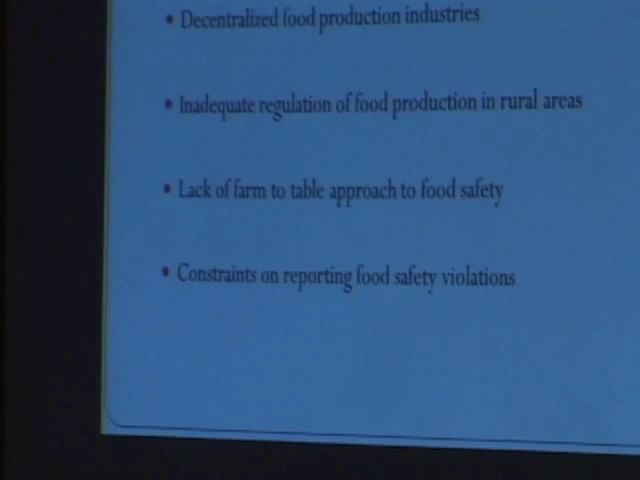 • Decentralized food production industries
• Inadequate regulation of food production in rural areas
• Lack of farm to table approach to food safety
• Constraints on reporting food safety violations